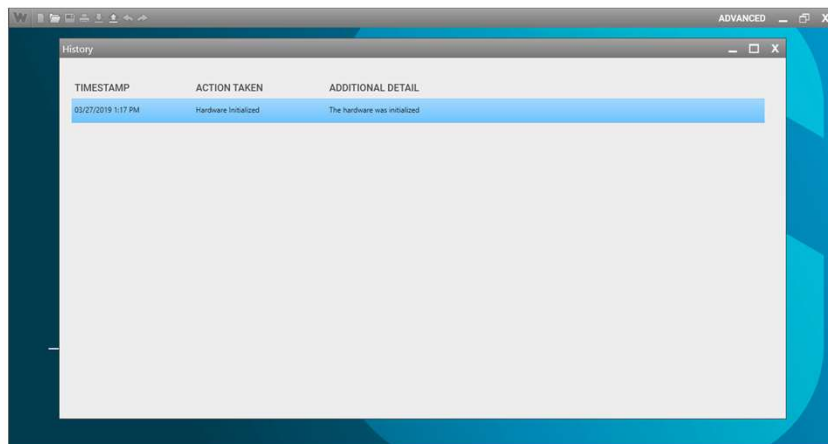 W ADVANCED X
History X
TIMESTAMP ACTION TAKEN ADDITIONAL DETAIL
03/27/2019 1:17 PM Hardware Initialized The hardware was initialized